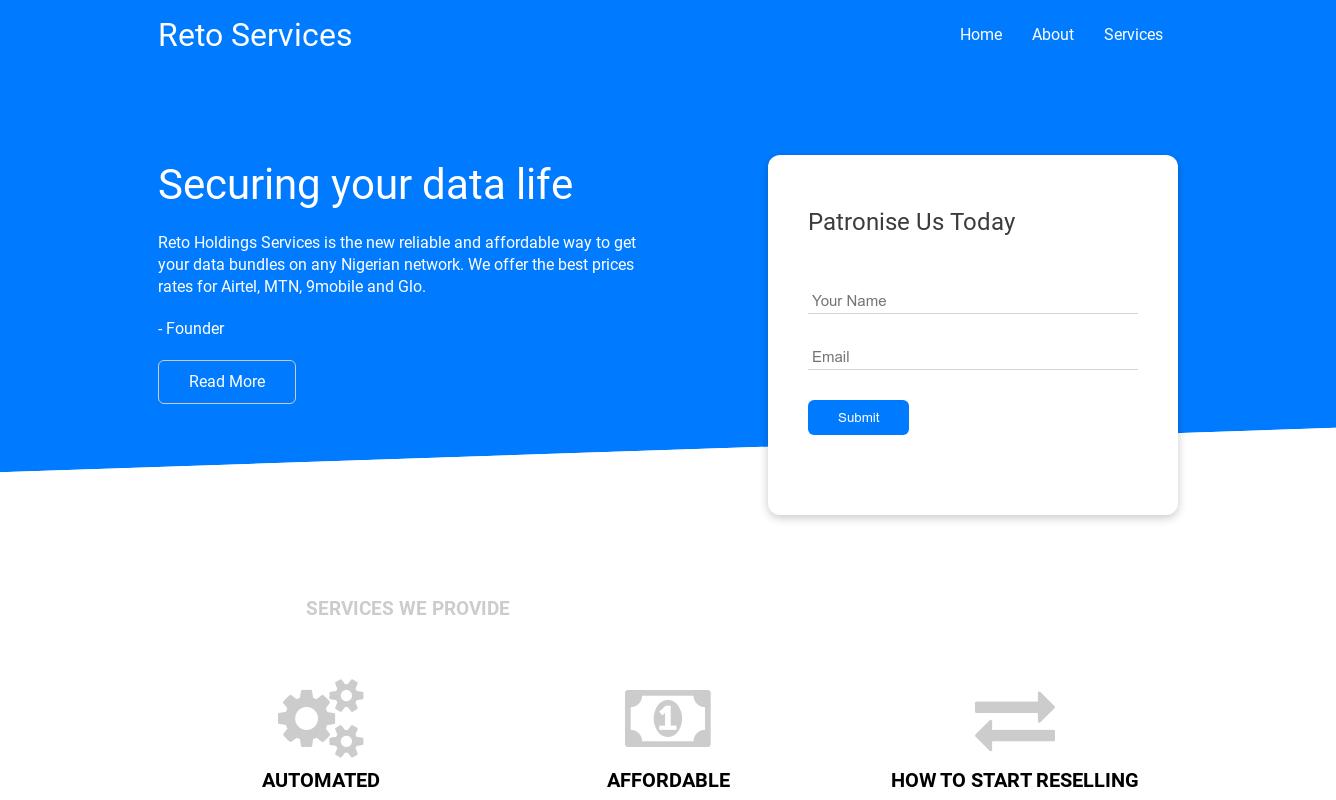 Reto Services
Home About Services
Securing your data life
Reto Holdings Services is the new reliable and affordable way to get
your data bundles on any Nigerian network. We offer the best prices
rates for Airtel, MTN, 9mobile and Glo.
- Founder
Read More
Patronise Us Today
Your Name
Email
Submit
SERVICES WE PROVIDE
1
AUTOMATED
AFFORDABLE
HOW TO START RESELLING